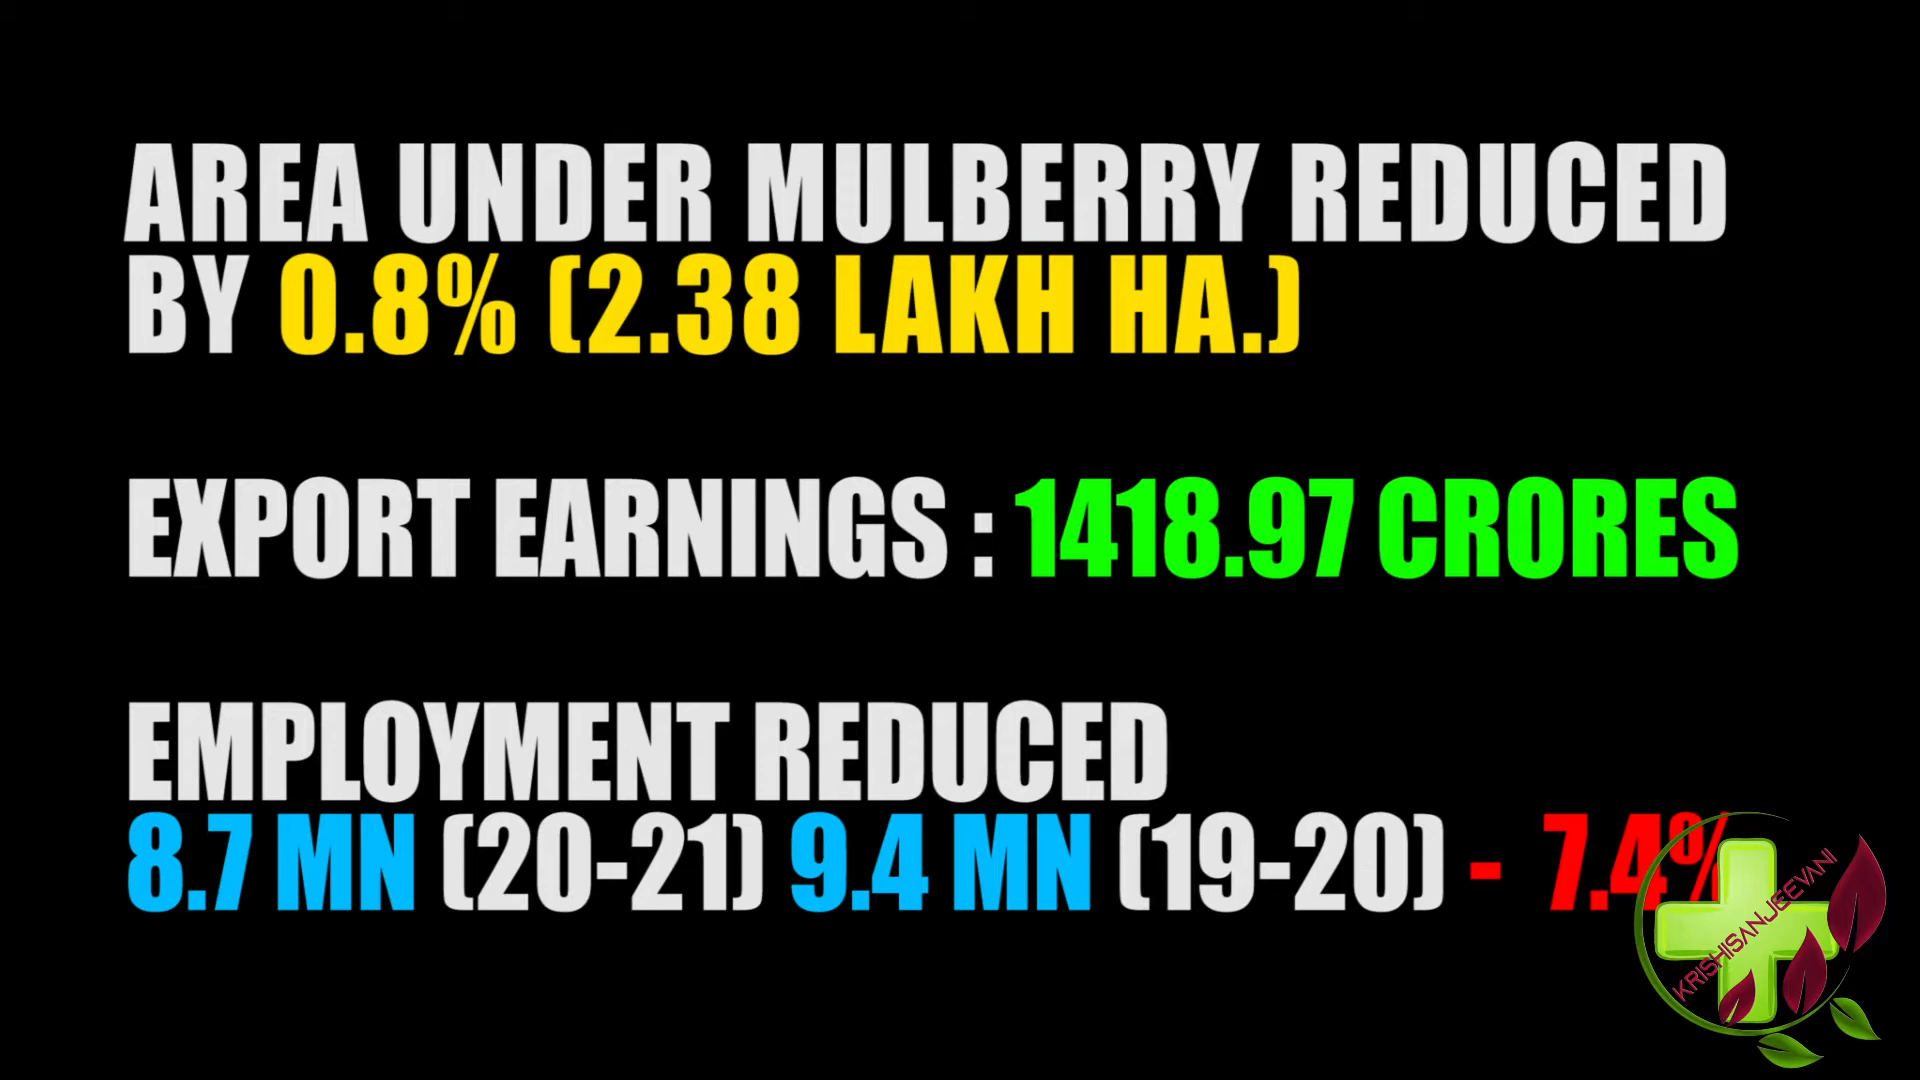 AREA UNDER MULBERRY REDUCED
BY 0.8% (2.38 LAKH HA.)
EXPORT EARNINGS : 1418.97 CRORES
EMPLOYMENT REDUCED
8.7 MN (20-21) 9.4 MN (19-20) - 7.4%
KRISHISANJEEVANI